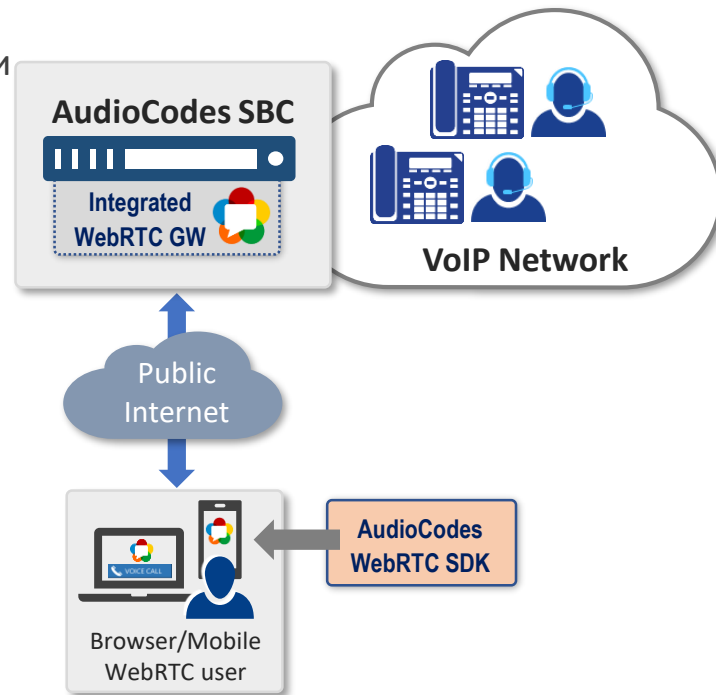 M
AudioCodes SBC
Integrated
WebRTC GW
VoIP Network
Public
Internet
VOICE CALL
AudioCodes
WebRTC SDK
Browser/Mobile
WebRTC user